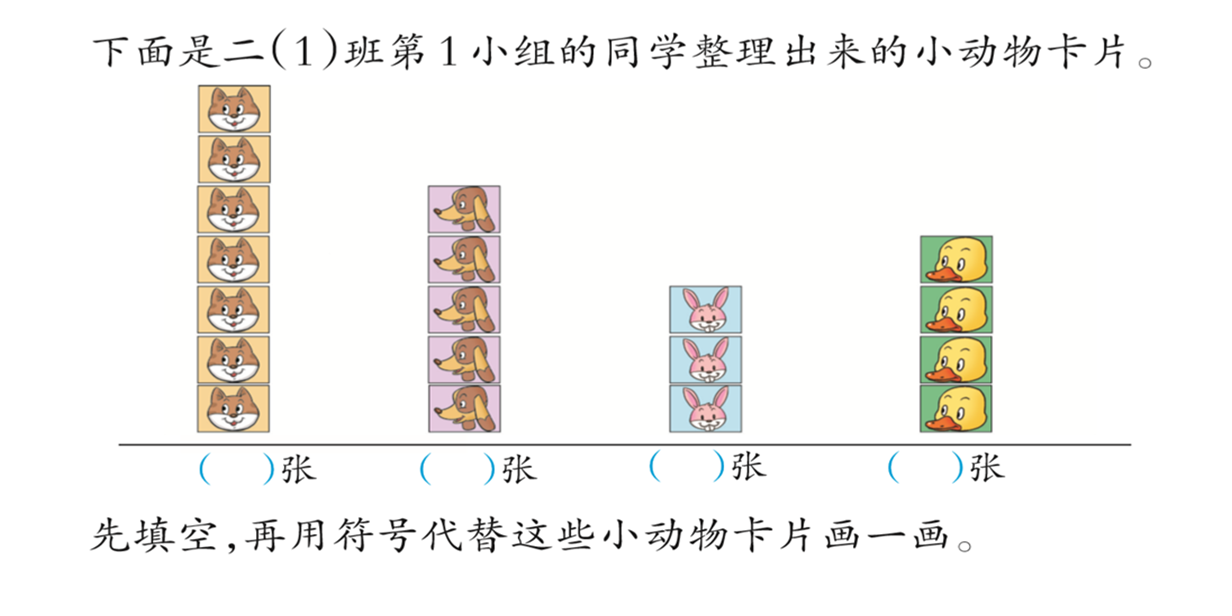 下面是二(1)班第1小组的同学整理出来的小动物卡片。
( )张 ( )张 ( )张 ( )张
先填空,再用符号代替这些小动物卡片画一画。